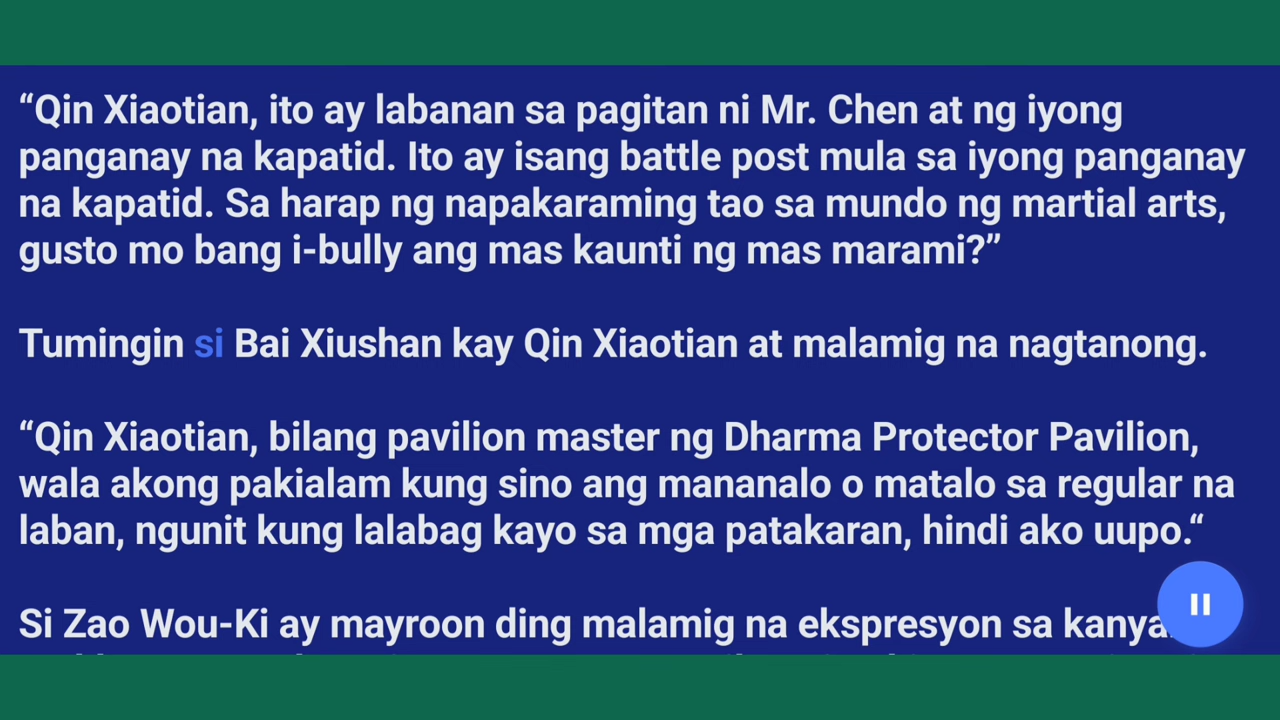 “Qin Xiaotian, ito ay labanan sa pagitan ni Mr. Chen at ng iyong
panganay na kapatid. Ito ay isang battle post mula sa iyong panganay
na kapatid. Sa harap ng napakaraming tao sa mundo ng martial arts,
gusto mo bang i-bully ang mas kaunti ng mas marami?”
Tumingin si Bai Xiushan kay Qin Xiaotian at malamig na nagtanong.
“Qin Xiaotian, bilang pavilion master ng Dharma Protector Pavilion,
wala akong pakialam kung sino ang mananalo o matalo sa regular na
laban, ngunit kung lalabag kayo sa mga patakaran, hindi ako uupo.“
Si Zao Wou-Ki ay mayroon ding malamig na ekspresyon sa